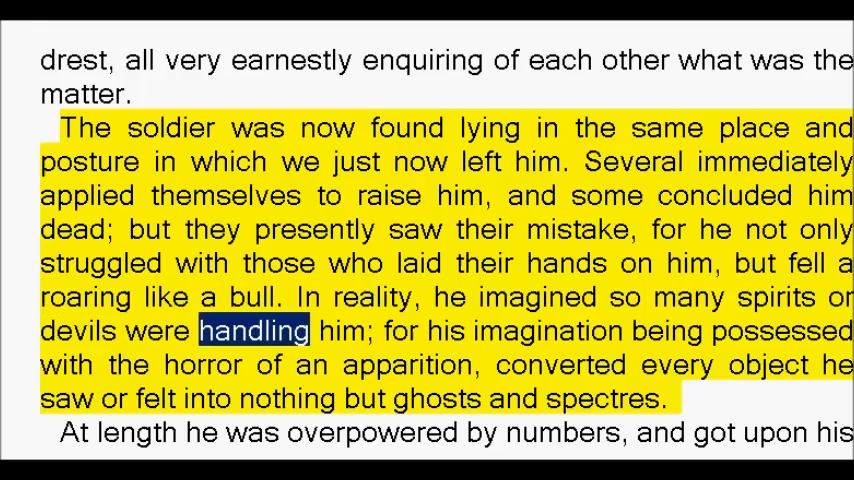 drest, all very earnestly enquiring of each other what was the
matter.
The soldier was now found lying in the same place and
posture in which we just now left him. Several immediately
applied themselves to raise him, and some concluded him
dead; but they presently saw their mistake, for he not only
struggled with those who laid their hands on him, but fell a
roaring like a bull. In reality, he imagined so many spirits or
devils were handling him; for his imagination being possessed
with the horror of an apparition, converted every object he
saw or felt into nothing but ghosts and spectres.
At length he was overpowered by numbers, and got upon his